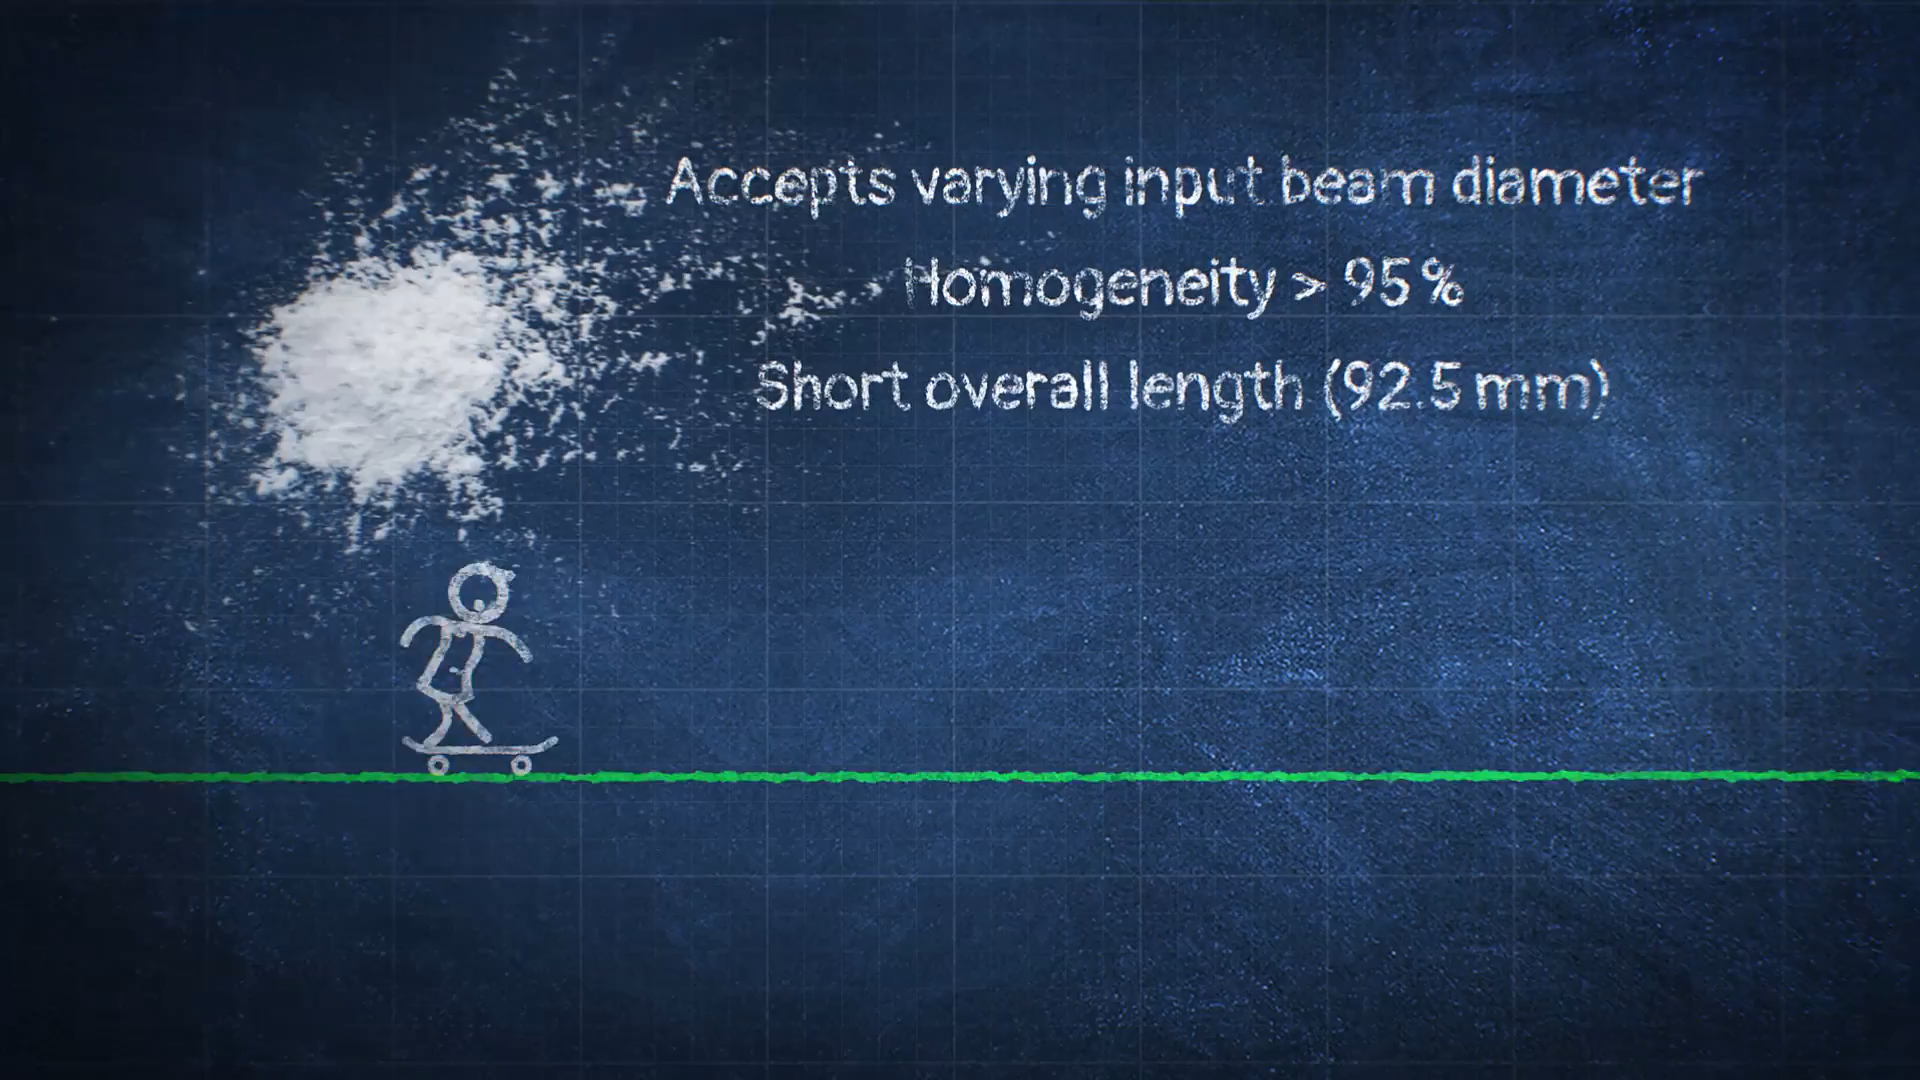 Accepts varying input beam diameter
Homogeneity > 95%
Short overall length (92.5 mm)